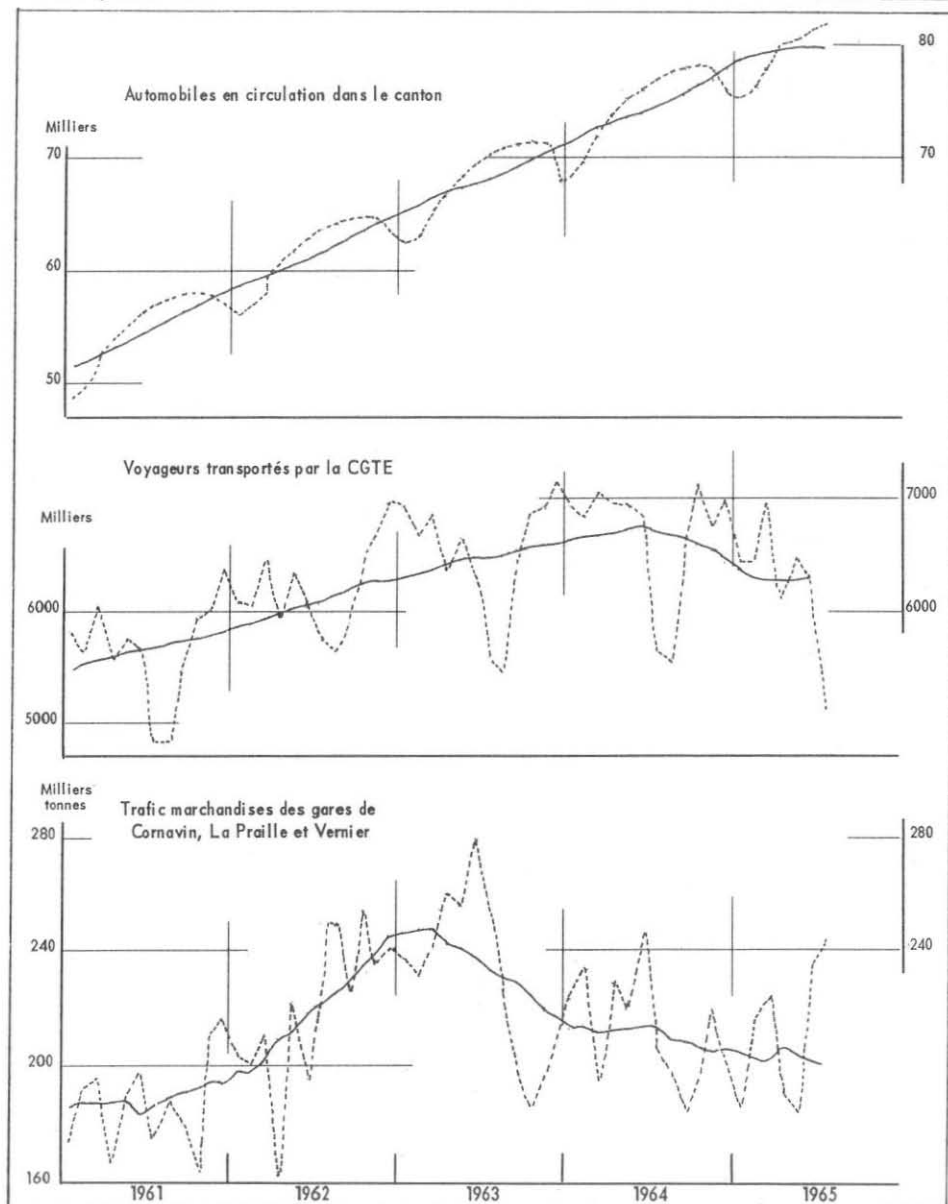 Automobiles en circulation dans le canton
Milliers
80
70
70
60
50
Voyageurs transportés par la CGTE
Milliers
7000
6000
6000
5000
Milliers
tonnes
Trafic marchandises des gares de
Cornavin, La Praille et Vernier
280
280
240
240
200
160
1961
1962
1963
1964
1965